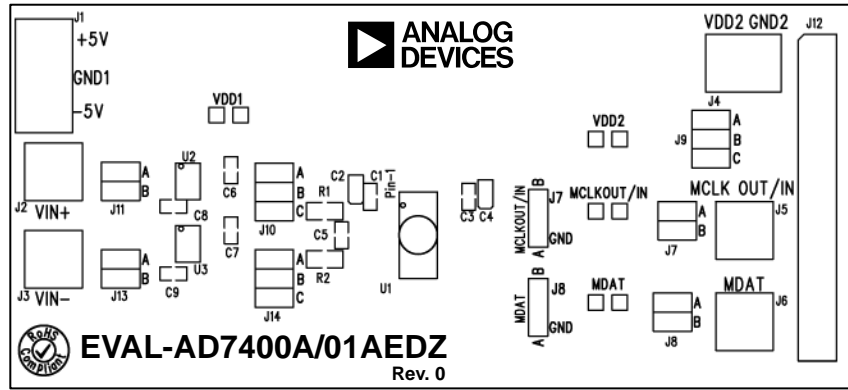 J1
+5V
GND1
-5V
ANALOG
DEVICES
VDD2 GND2
J12
J4
VDD1
VDD2
J9
A
B
C
J2
VIN+
J11
A
B
U2
C8
C6
J10
A
B
C
R1
C2
C1
Pin-1
C3
C4
MCLKOUT/IN
B
J7
A
GND
MCLKOUT/IN
J7
A
B
MCLK OUT/IN
J5
J3
VIN-
J13
A
B
U3
C9
C7
J14
A
B
C
C5
R2
U1
MDAT
B
J8
A
GND
MDAT
J8
A
B
MDAT
J6
RoHS
Compliant
EVAL-AD7400A/01AEDZ
Rev. 0